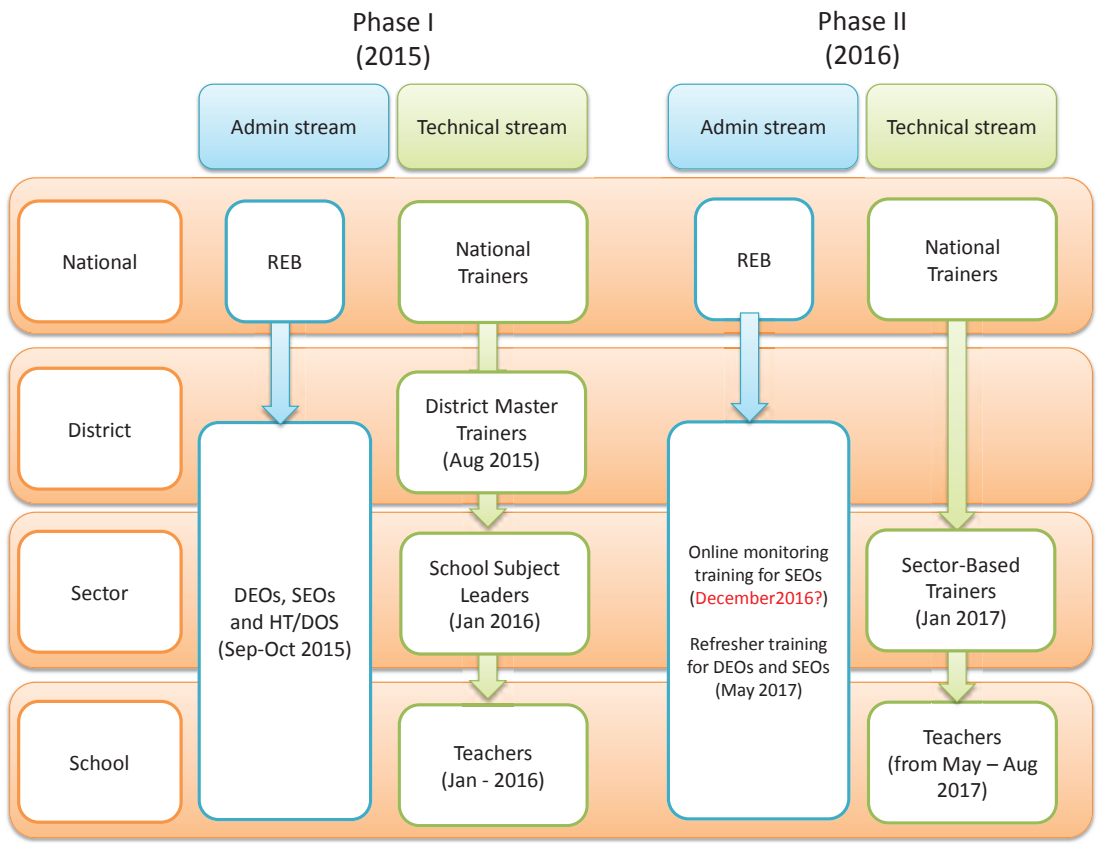 Phase I
(2015)
Phase II
(2016)
Admin stream
Technical stream
Admin stream
Technical stream
National
REB
National
Trainers
REB
National
Trainers
District
District Master
Trainers
(Aug 2015)
Sector
DEOs, SEOs
and HT/DOS
(Sep-Oct 2015)
School Subject
Leaders
(Jan 2016)
Online monitoring
training for SEOs
(December2016?)
Refresher training
for DEOs and SEOs
(May 2017)
Sector-Based
Trainers
(Jan 2017)
School
Teachers
(Jan - 2016)
Teachers
(from May – Aug
2017)